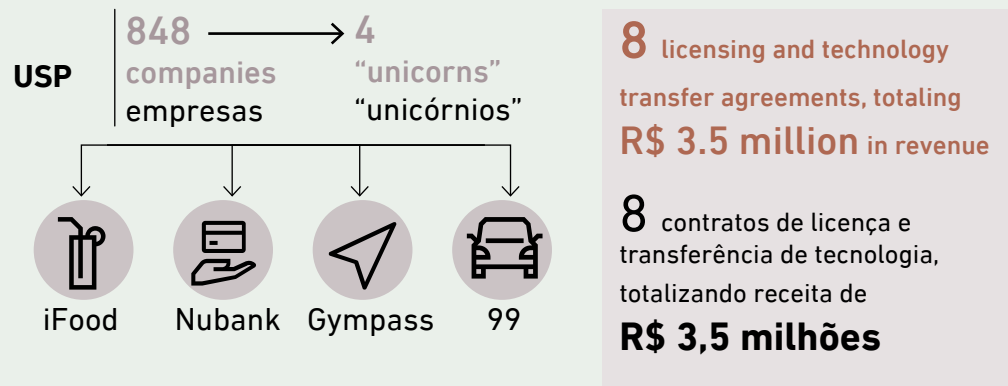 USP
848 4
companies “unicorns”
empresas “unicórnios”
iFood Nubank Gympass 99
8 licensing and technology
transfer agreements, totaling
R$ 3.5 million in revenue
8 contratos de licença e
transferência de tecnologia,
totalizando receita de
R$ 3,5 milhões